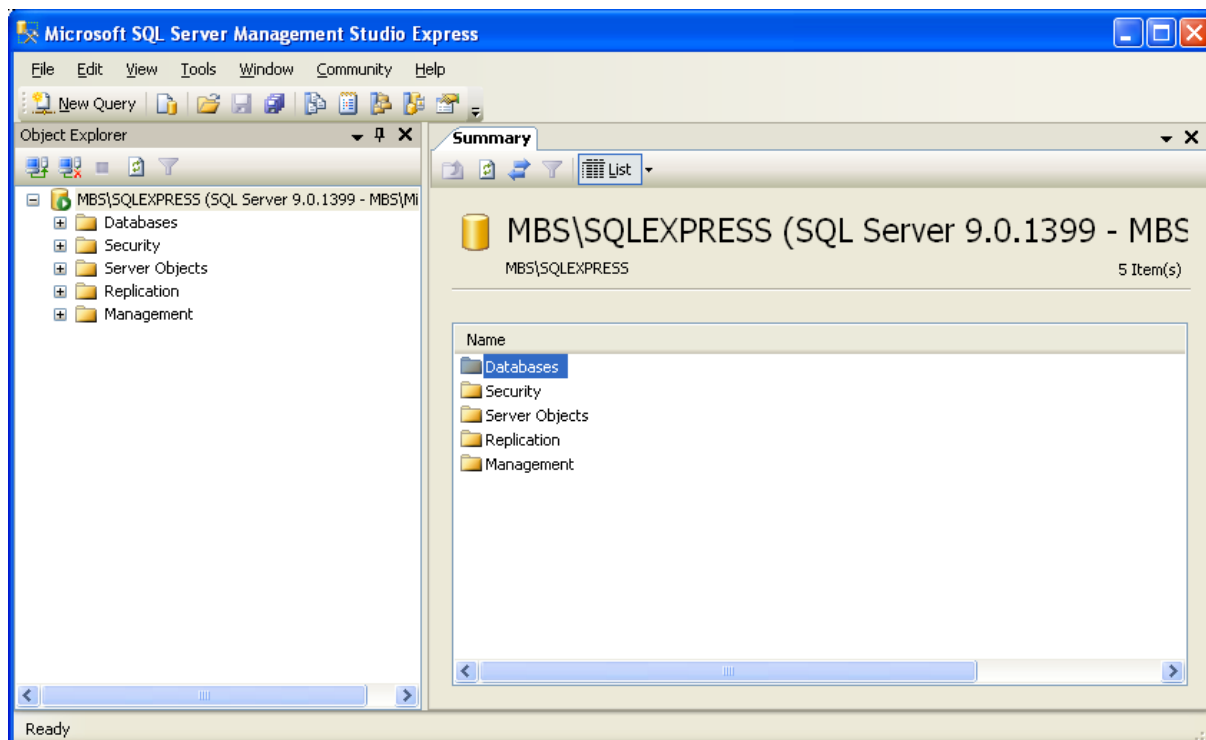 Microsoft SQL Server Management Studio Express
File Edit View Tools Window Community Help
New Query
Object Explorer
MBS\SQLEXPRESS (SQL Server 9.0.1399 - MBS\Mi
Databases
Security
Server Objects
Replication
Management
Summary
List
MBS\SQLEXPRESS (SQL Server 9.0.1399 - MBS
MBS\SQLEXPRESS 5 Item(s)
Name
Databases
Security
Server Objects
Replication
Management
Ready